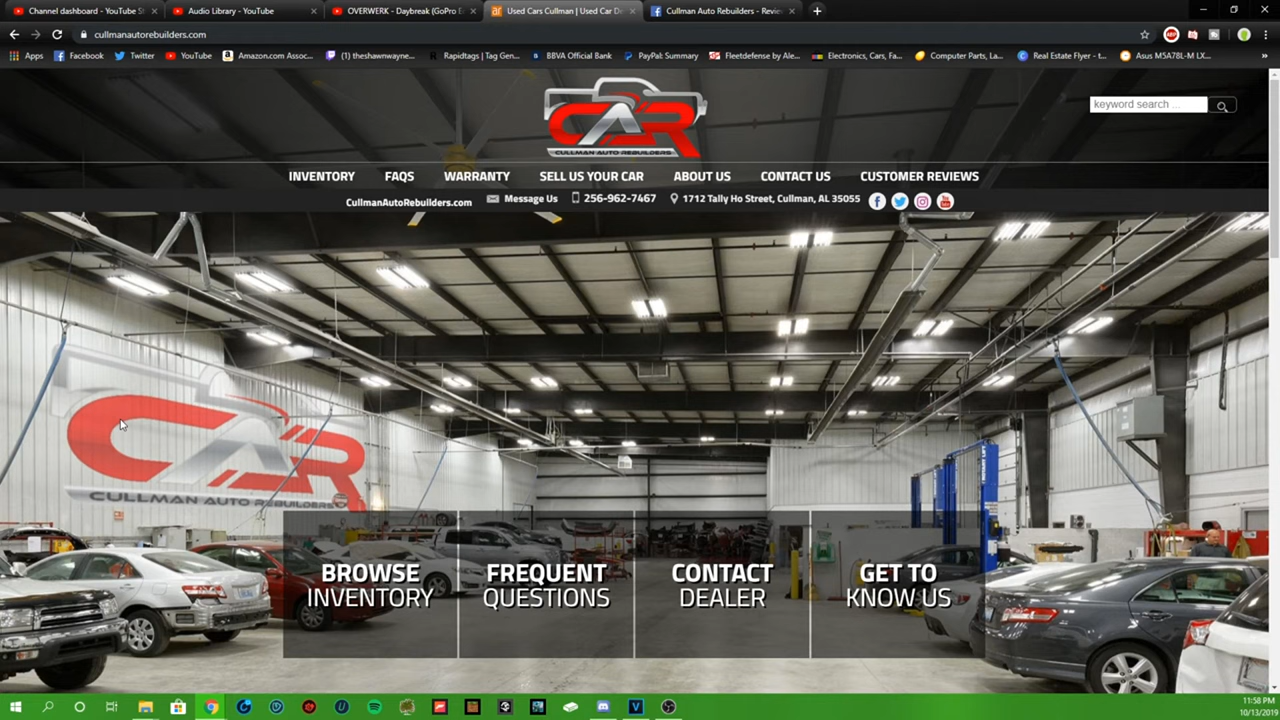 Channel dashboard - YouTube S
Audio Library - YouTube
OVERWERK - Daybreak (GoPro
Used Cars Cullman | Used Car De
Cullman Auto Rebuilders - Revie
cullmanautorebuilders.com
ABP
Apps
Facebook
Twitter
YouTube
Amazon.com Assoc...
(1) theshawnwayne...
Rapidtags | Tag Gen...
BBVA Official Bank
PayPal: Summary
Fleetdefense by Ale...
Electronics, Cars, Fa...
Computer Parts, La...
Real Estate Flyer - t...
Asus M5A78L-M LX...
CAR
CULLMAN AUTO REBUILDERS
keyword search ...
INVENTORY
FAQS
WARRANTY
SELL US YOUR CAR
ABOUT US
CONTACT US
CUSTOMER REVIEWS
CullmanAutoRebuilders.com
Message Us
256-962-7467
1712 Tally Ho Street, Cullman, AL 35055
CAR
CULLMAN AUTO REBUILDERS
BROWSE
INVENTORY
FREQUENT
QUESTIONS
CONTACT
DEALER
GET TO
KNOW US
11:58 PM
10/13/2019